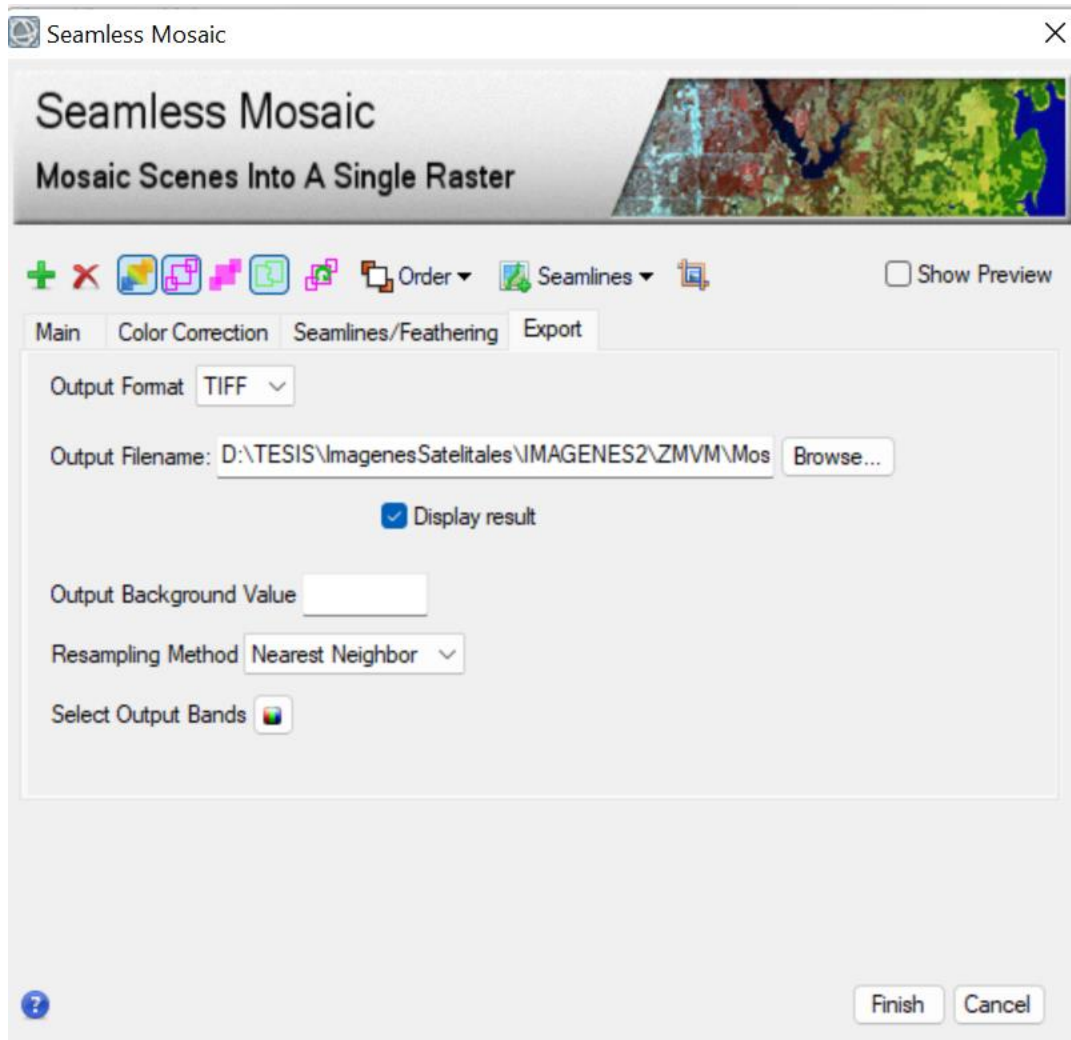 Seamless Mosaic
Seamless Mosaic
Mosaic Scenes Into A Single Raster
Order Seamlines Show Preview
Main Color Correction Seamlines/Feathering Export
Output Format TIFF
Output Filename: D:\TESIS\ImagenesSatelitales\IMAGENES2\ZMVM\Mos Browse...
Display result
Output Background Value
Resampling Method Nearest Neighbor
Select Output Bands
? Finish Cancel